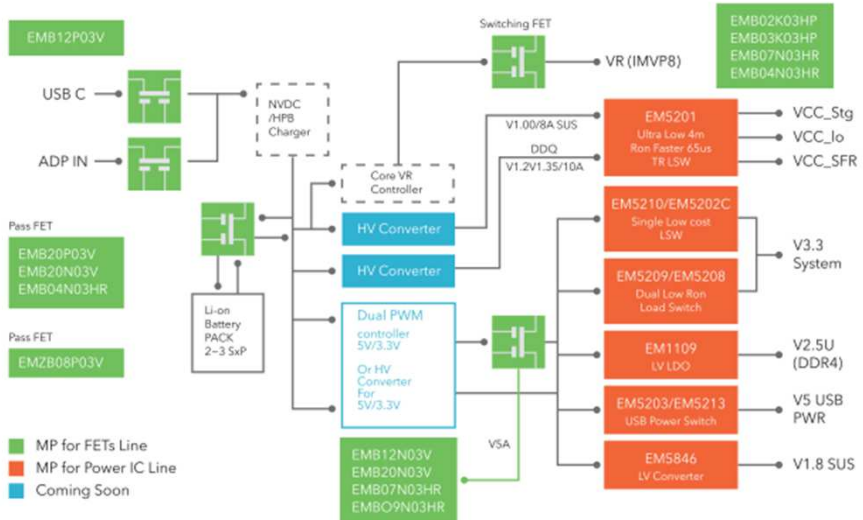 Switching FET
EMB12P03V
EMB02K03HP
EMB03K03HP
EMB07N03HR
EMB04N03HR
USB C
ADP IN
NVDC
/HPB
Charger
VR (IMVP8)
V1.00/8A SUS
DDQ
V1.2V1.35/10A
EM5201
Ultra Low 4m
Ron Faster 65us
TR LSW
VCC_Stg
VCC_lo
VCC_SFR
Core VR
Controller
HV Converter
HV Converter
EM5210/EM5202C
Single Low cost
LSW
EM5209/EM5208
Dual Low Ron
Load Switch
V3.3
System
Pass FET
EMB20P03V
EMB20N03V
EMB04N03HR
Li-on
Battery
PACK
2~3 SxP
Pass FET
EMZB08P03V
Dual PWM
controller
5V/3.3V
Or HV
Converter
For
5V/3.3V
EM1109
LV LDO
V2.5U
(DDR4)
EM5203/EM5213
USB Power Switch
V5 USB
PWR
EM5846
LV Converter
V1.8 SUS
V5A
EMB12N03V
EMB20N03V
EMB07N03HR
EMBO9N03HR
MP for FETs Line
MP for Power IC Line
Coming Soon